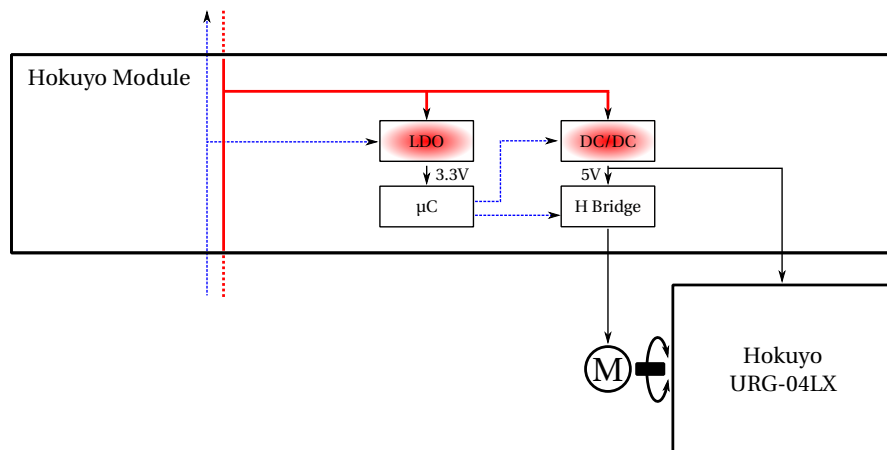 Hokuyo Module
LDO
DC/DC
3.3V
5V
µC
H Bridge
M
Hokuyo
URG-04LX